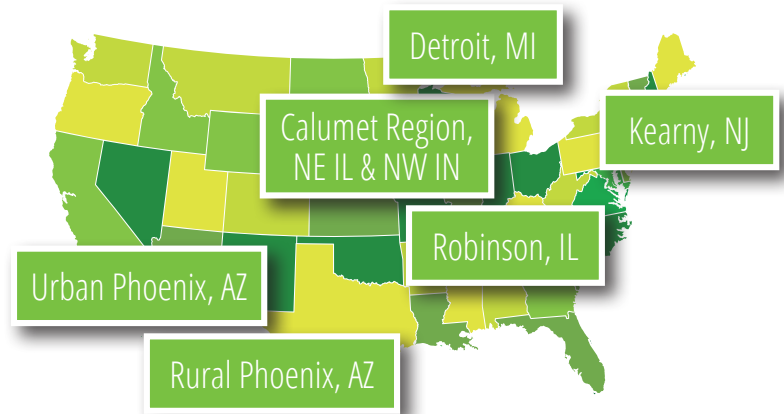 Detroit, MI
Calumet Region,
NE IL & NW IN
Kearny, NJ
Robinson, IL
Urban Phoenix, AZ
Rural Phoenix, AZ